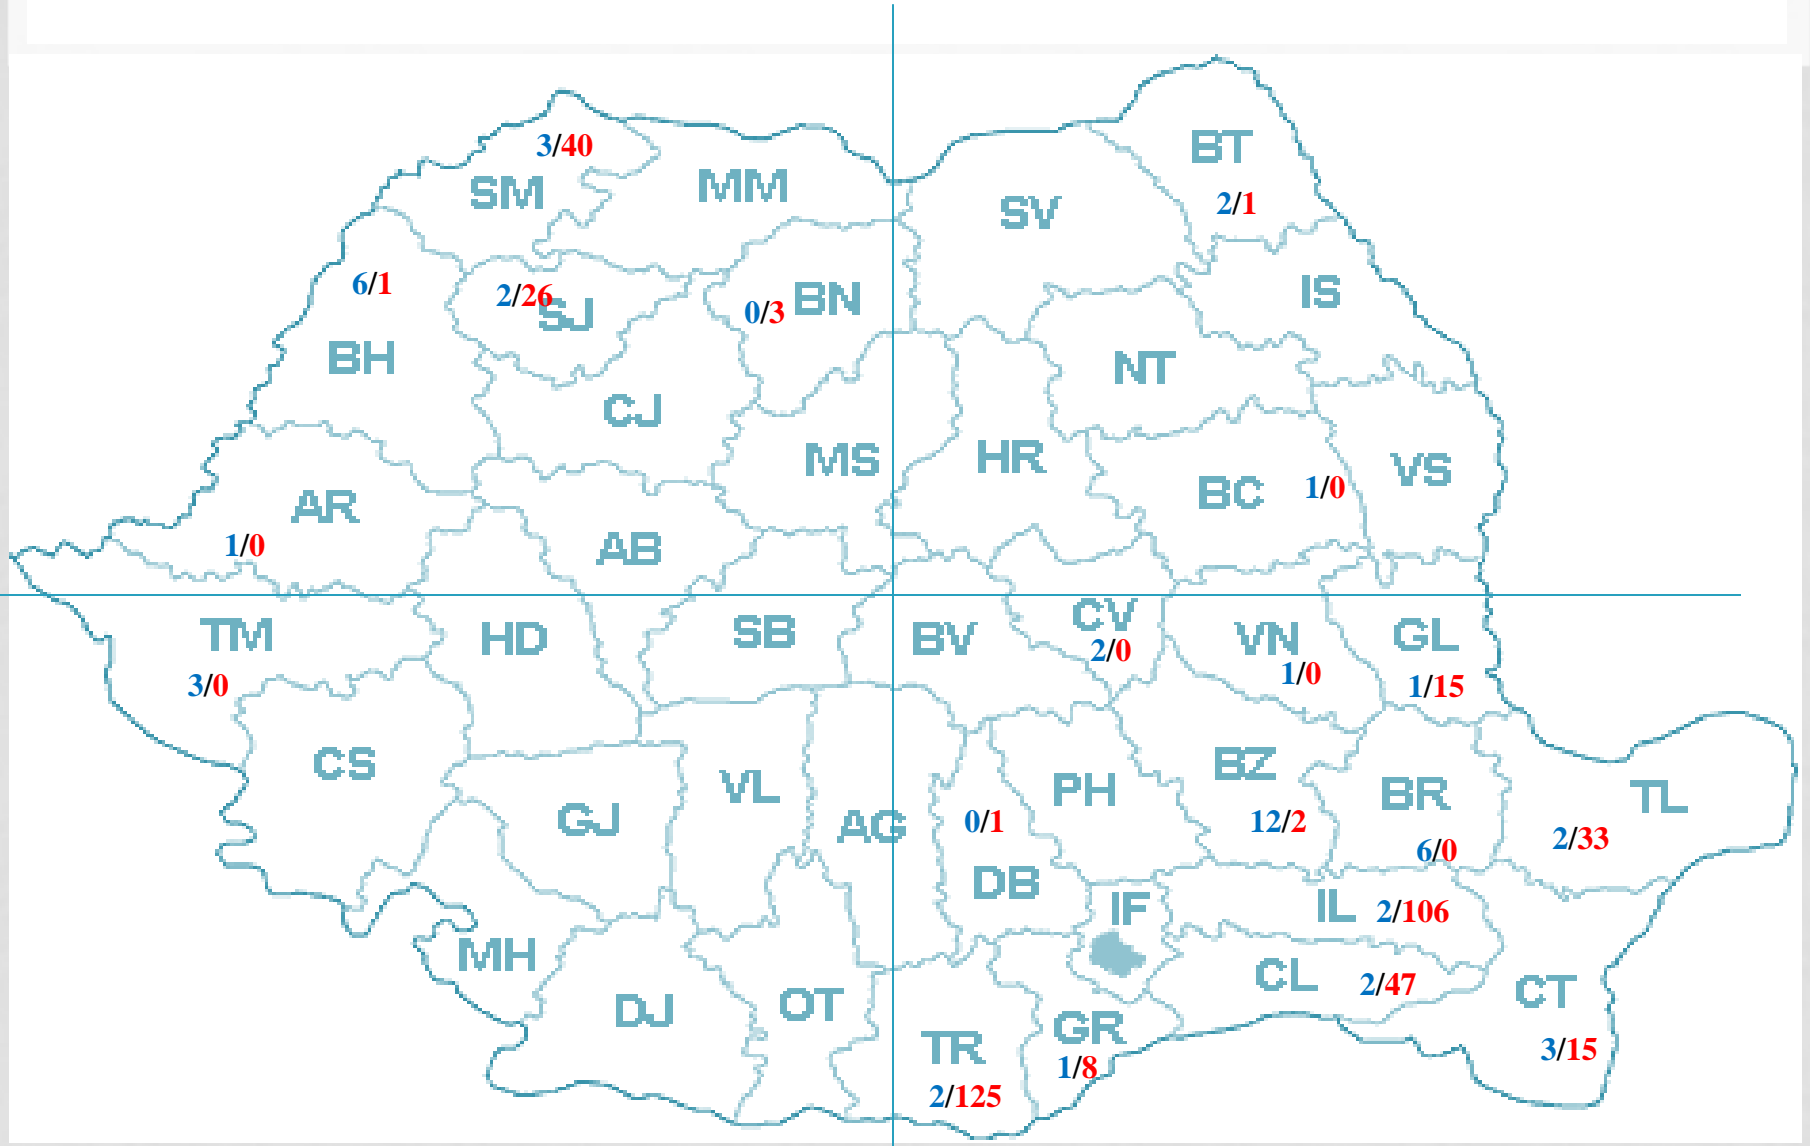 3/40
BT
SM
MM
2/1
SV
6/1
2/26
SJ
0/3
BN
IS
BH
NT
CJ
MS
HR
BC
1/0
VS
AR
1/0
AB
TM
3/0
HD
SB
BV
CV
2/0
VN
1/0
GL
1/15
CS
GJ
VL
AG
0/1
DB
PH
BZ
12/2
BR
6/0
TL
2/33
IF
IL
2/106
MH
DJ
OT
TR
2/125
GR
1/8
CL
2/47
CT
3/15